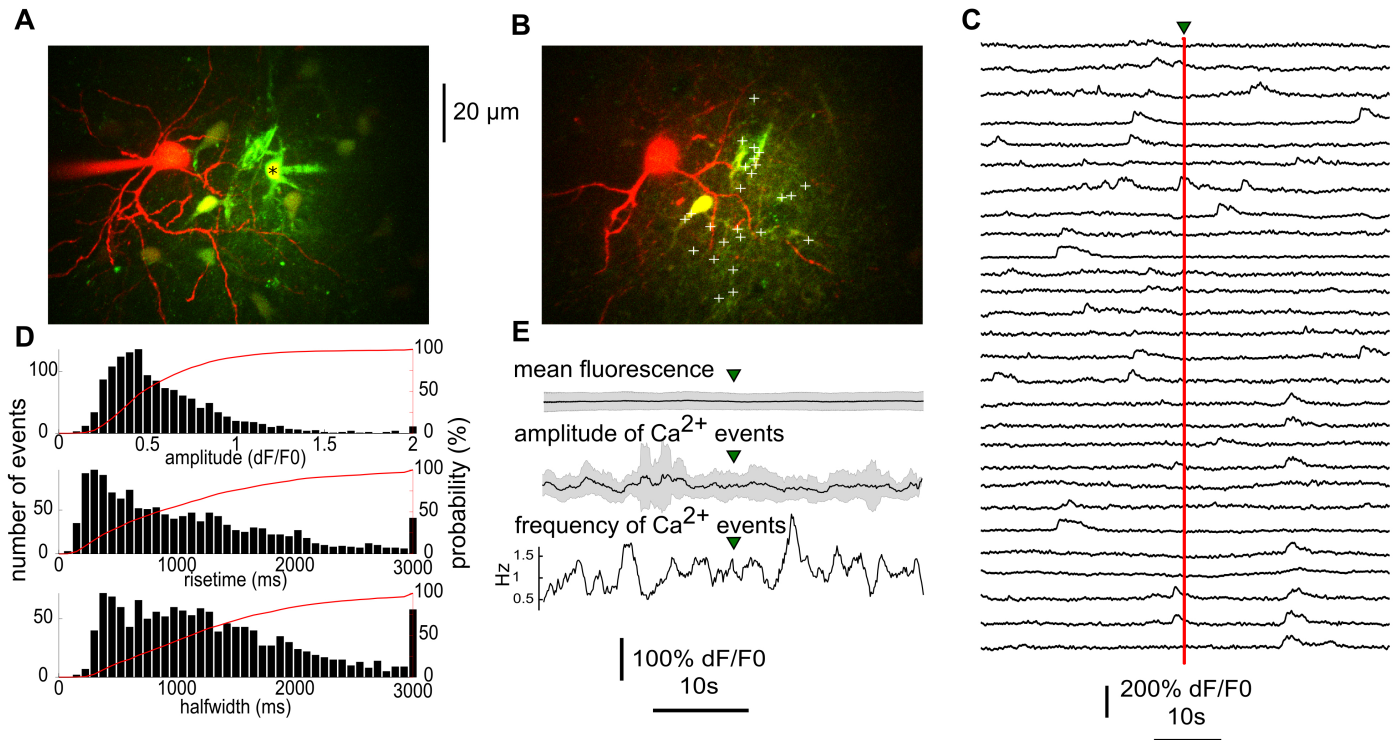 A
20 µm
*
B
C
200% dF/F0
10s
D
number of events
probability (%)
100
0
100
50
0
0 0.5 1 1.5 2
amplitude (dF/F0)
50
0
100
50
0
0 1000 2000 3000
risetime (ms)
50
0
100
50
0
0 1000 2000 3000
halfwidth (ms)
E
mean fluorescence
amplitude of Ca2+ events
frequency of Ca2+ events
Hz
1.5
1
0.5
100% dF/F0
10s